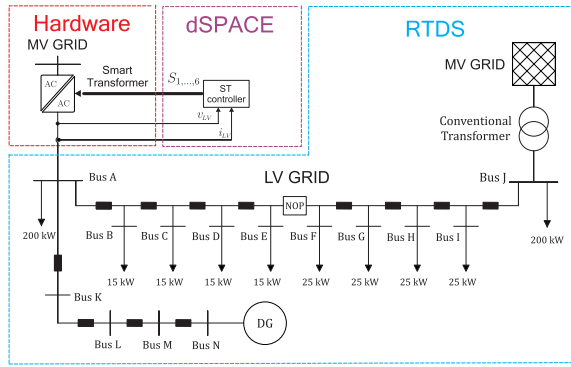 Hardware
dSPACE
RTDS
MV GRID
MV GRID
Smart
Transformer
S1,...,6
ST
controller
AC
AC
vLV
iLV
Conventional
Transformer
LV GRID
Bus A
Bus J
NOP
Bus B
Bus C
Bus D
Bus E
Bus F
Bus G
Bus H
Bus I
200 kW
15 kW
15 kW
15 kW
15 kW
25 kW
25 kW
25 kW
25 kW
200 kW
Bus K
Bus L
Bus M
Bus N
DG